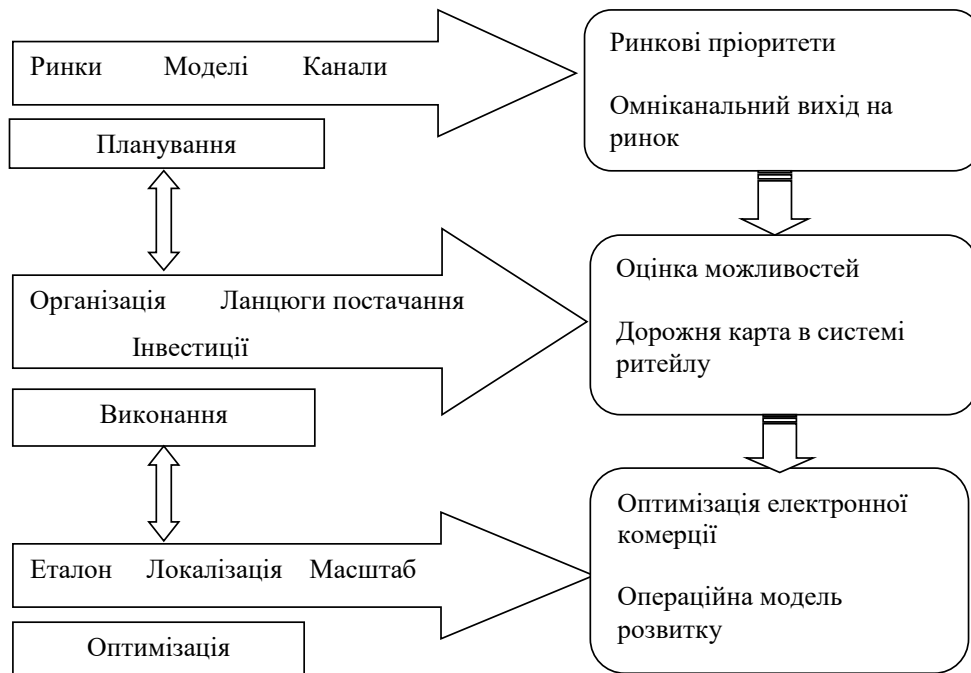 Ринки Моделі Канали
Ринкові пріоритети
Омніканальний вихід на
ринок
Планування
Організація Ланцюги постачання
Інвестиції
Оцінка можливостей
Дорожня карта в системі
ритейлу
Виконання
Еталон Локалізація Масштаб
Оптимізація електронної
комерції
Операційна модель
розвитку
Оптимізація